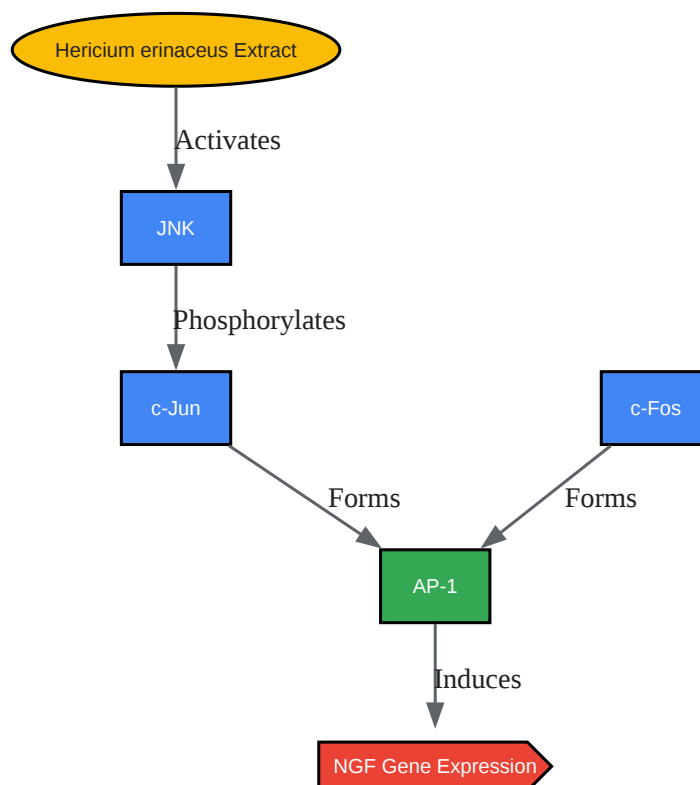 Hericium erinaceus Extract
Activates
JNK
Phosphorylates
c-Jun
c-Fos
Forms
Forms
AP-1
Induces
NGF Gene Expression